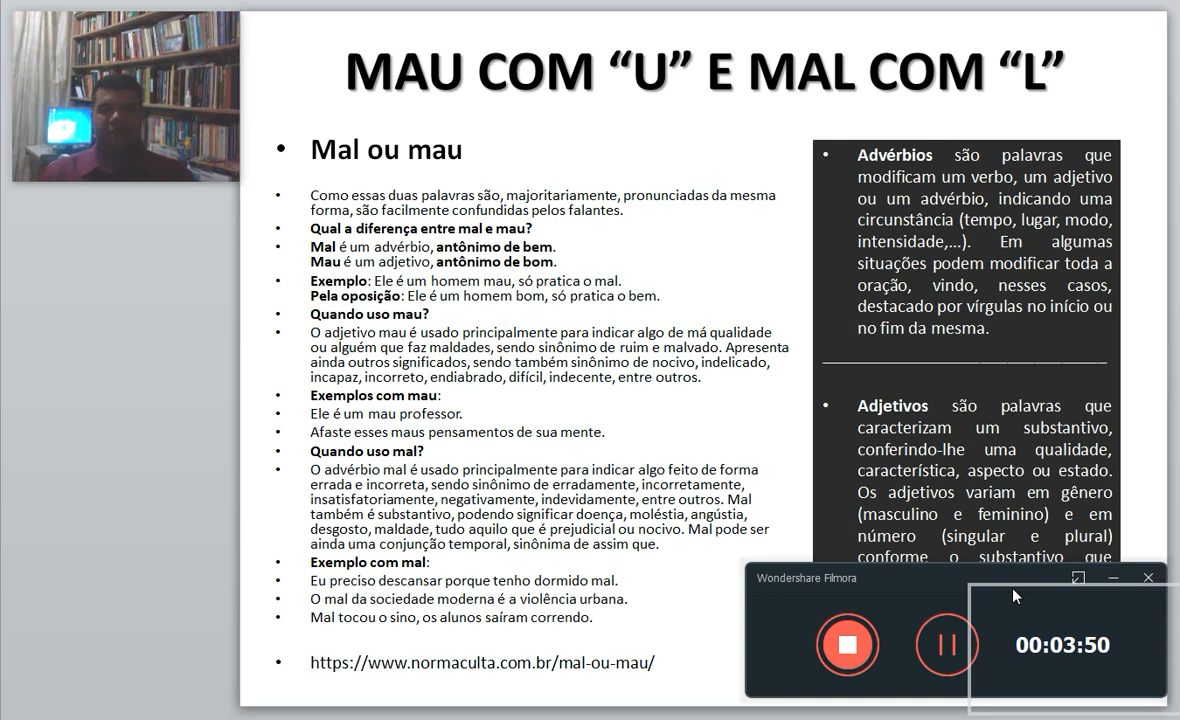 MAU COM “U” E MAL COM “L”
• Mal ou mau
• Como essas duas palavras são, majoritariamente, pronunciadas da mesma
forma, são facilmente confundidas pelos falantes.
• Qual a diferença entre mal e mau?
• Mal é um advérbio, antônimo de bem.
Mau é um adjetivo, antônimo de bom.
• Exemplo: Ele é um homem mau, só pratica o mal.
Pela oposição: Ele é um homem bom, só pratica o bem.
• Quando uso mau?
• O adjetivo mau é usado principalmente para indicar algo de má qualidade
ou alguém que faz maldades, sendo sinônimo de ruim e malvado. Apresenta
ainda outros significados, sendo também sinônimo de nocivo, indelicado,
incapaz, incorreto, endiabrado, difícil, indecente, entre outros.
• Exemplos com mau:
• Ele é um mau professor.
• Afaste esses maus pensamentos de sua mente.
• Quando uso mal?
• O advérbio mal é usado principalmente para indicar algo feito de forma
errada e incorreta, sendo sinônimo de erradamente, incorretamente,
insatisfatoriamente, negativamente, indevidamente, entre outros. Mal
também é substantivo, podendo significar doença, moléstia, angústia,
desgosto, maldade, tudo aquilo que é prejudicial ou nocivo. Mal pode ser
ainda uma conjunção temporal, sinônima de assim que.
• Exemplo com mal:
• Eu preciso descansar porque tenho dormido mal.
• O mal da sociedade moderna é a violência urbana.
• Mal tocou o sino, os alunos saíram correndo.
• https://www.normaculta.com.br/mal-ou-mau/
• Advérbios são palavras que
modificam um verbo, um adjetivo
ou um advérbio, indicando uma
circunstância (tempo, lugar, modo,
intensidade,...). Em algumas
situações podem modificar toda a
oração, vindo, nesses casos,
destacado por vírgulas no início ou
no fim da mesma.
• Adjetivos são palavras que
caracterizam um substantivo,
conferindo-lhe uma qualidade,
característica, aspecto ou estado.
Os adjetivos variam em gênero
(masculino e feminino) e em
número (singular e plural)
conforme o substantivo que
Wondershare Filmora
00:03:50